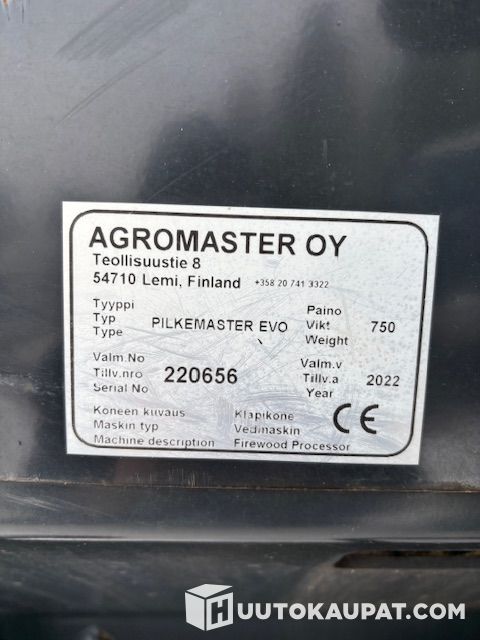 AGROMASTER OY
Teollisuustie 8
54710 Lemi, Finland +358 20 741 3322
Tyyppi
Typ
Type
PILKEMASTER EVO
Paino
Vikt
Weight
750
Valm.No
Tillv.nro
Serial No
220656
Valm.v
Tillv.a
Year
2022
Koneen kuvaus
Maskin typ
Machine description
Klapikone
Vedmaskin
Firewood Processor
CE
HUUTOKAUPAT.COM